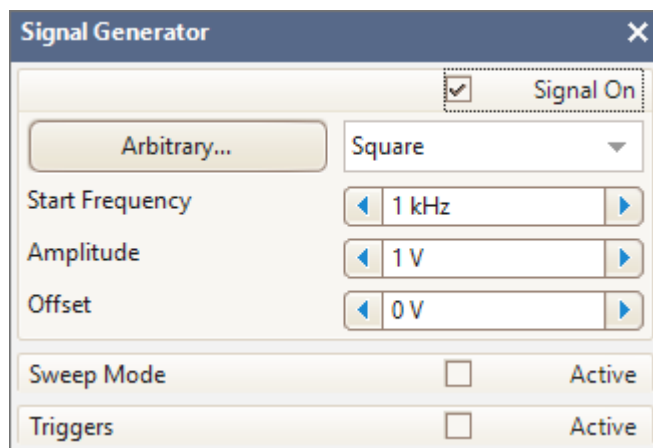 Signal Generator
Signal On
Arbitrary... Square
Start Frequency 1 kHz
Amplitude 1 V
Offset 0 V
Sweep Mode Active
Triggers Active